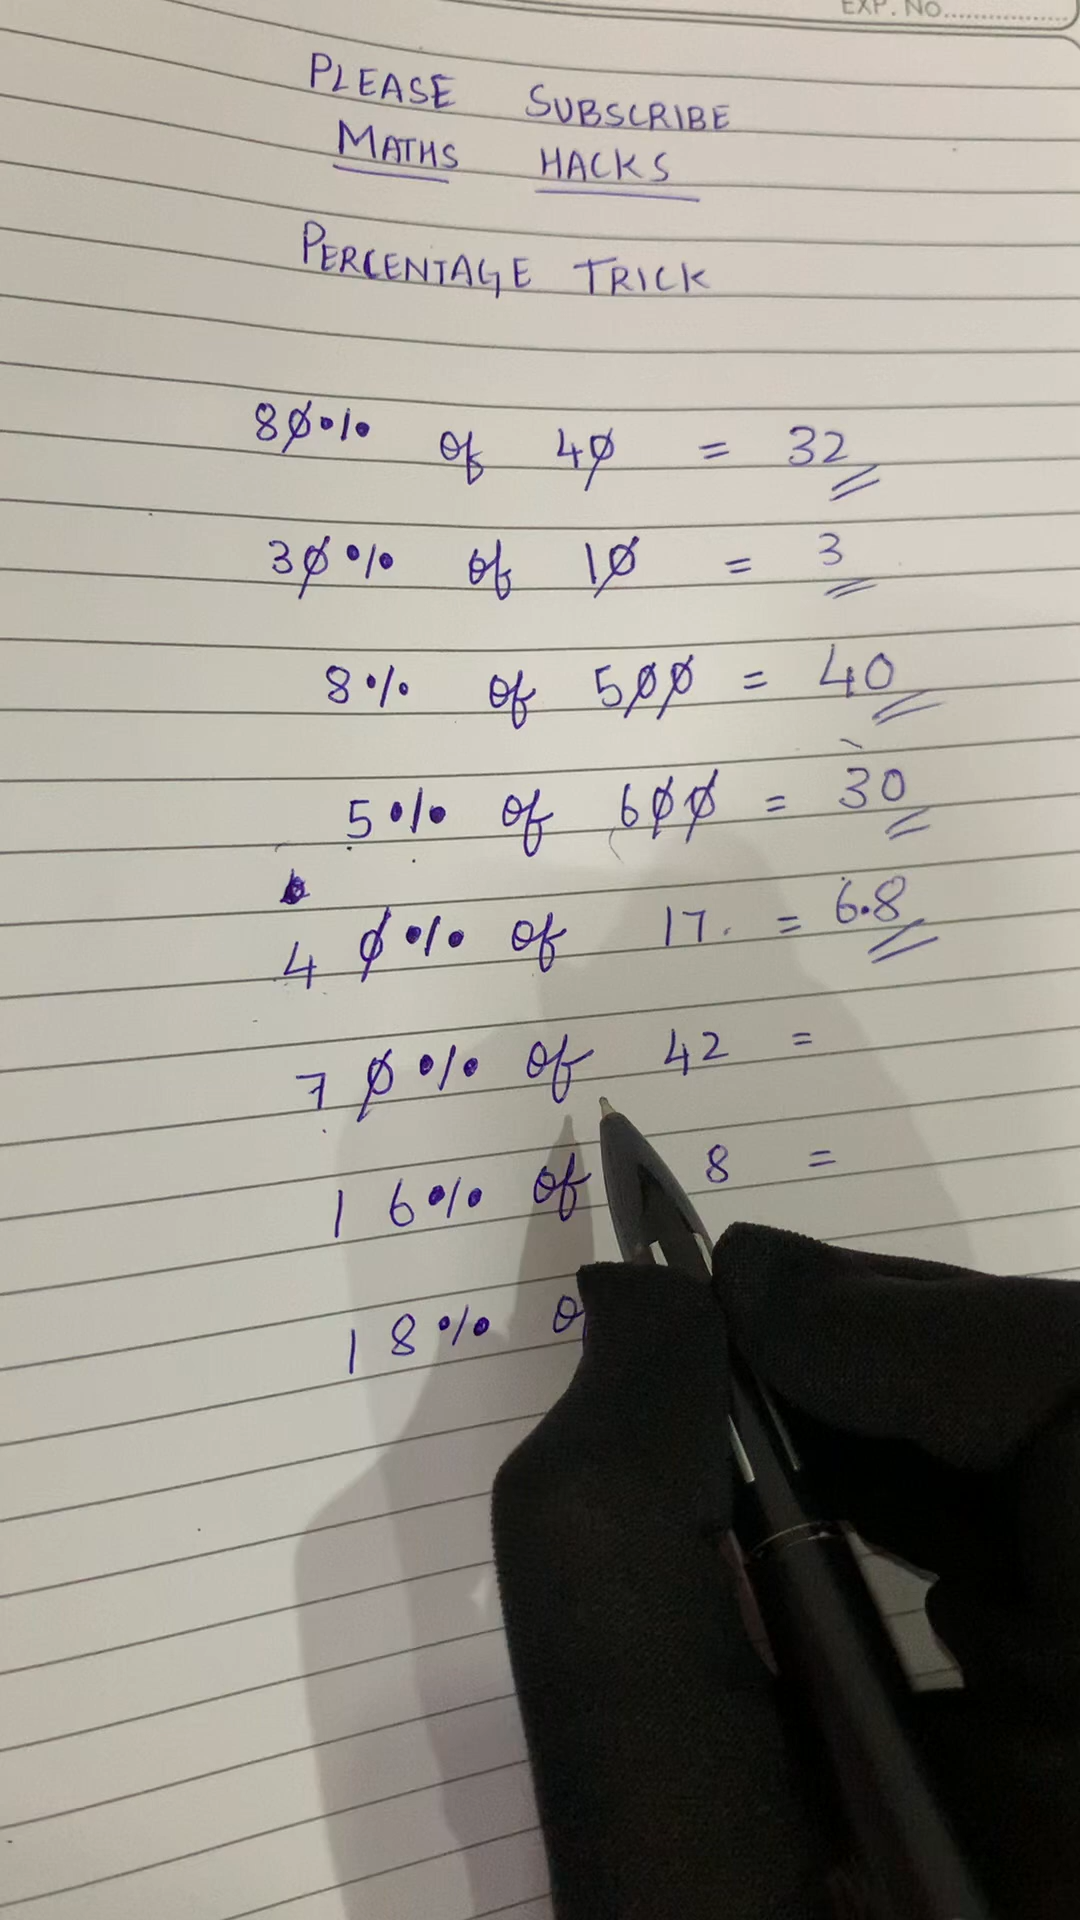 EXP. No.................
PLEASE SUBSCRIBE
MATHS HACKS
PERCENTAGE TRICK
80% of 40 = 32
30% of 10 = 3
8% of 500 = 40
5% of 600 = 30
40% of 17. = 6.8
70% of 42 =
16% of 8 =
18%